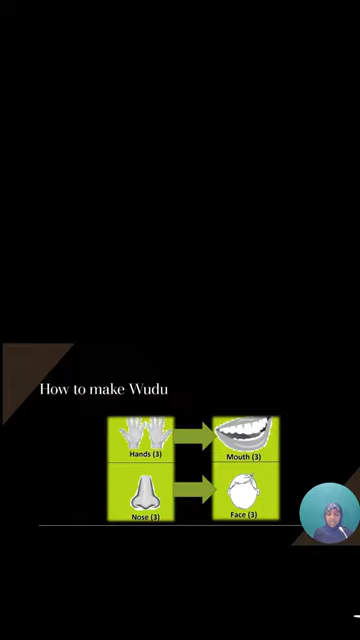 How to make Wudu
Hands (3)
Mouth (3)
Nose (3)
Face (3)